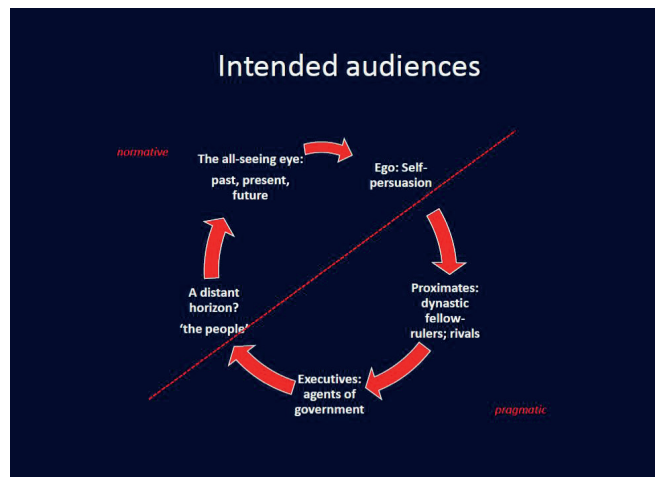 Intended audiences
normative
The all-seeing eye:
past, present,
future
Ego: Self-
persuasion
Proximates:
dynastic
fellow-
rulers; rivals
Executives:
agents of
government
A distant
horizon?
‘the people’
pragmatic